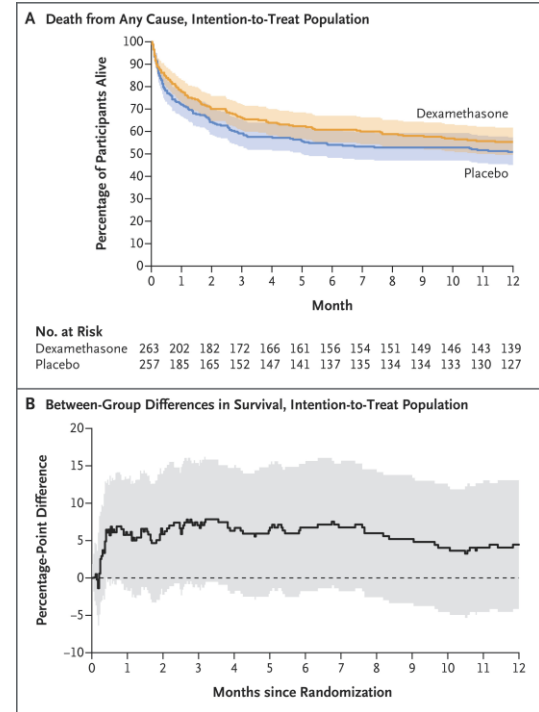 A Death from Any Cause, Intention-to-Treat Population
100
90
80
70
60
50
40
30
20
10
0
Percentage of Participants Alive
Dexamethasone
Placebo
0 1 2 3 4 5 6 7 8 9 10 11 12
Month
No. at Risk
Dexamethasone 263 202 182 172 166 161 156 154 151 149 146 143 139
Placebo 257 185 165 152 147 141 137 135 134 134 133 130 127
B Between-Group Differences in Survival, Intention-to-Treat Population
20
15
10
5
0
−5
−10
Percentage-Point Difference
0 1 2 3 4 5 6 7 8 9 10 11 12
Months since Randomization